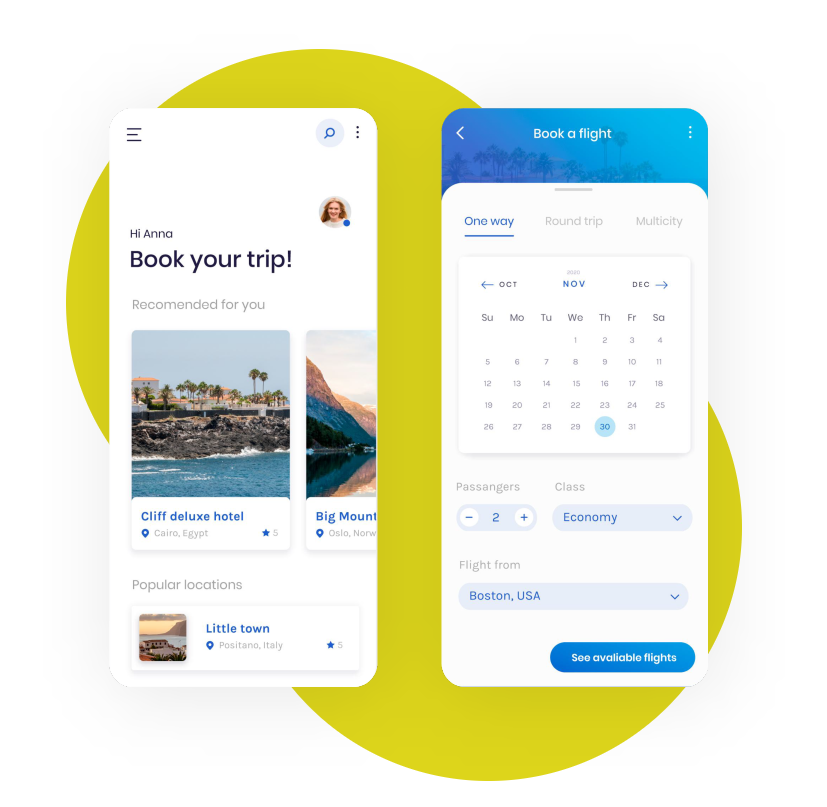 Hi Anna
Book your trip!
Recomended for you
Cliff deluxe hotel
Cairo, Egypt
5
Big Mount
Oslo, Norw
Popular locations
Little town
Positano, Italy
5
Book a flight
One way Round trip Multicity
OCT NOV DEC
Su Mo Tu We Th Fr Sa
1 2 3 4
5 6 7 8 9 10 11
12 13 14 15 16 17 18
19 20 21 22 23 24 25
26 27 28 29 30 31
Passangers Class
− 2 + Economy
Flight from
Boston, USA
See avaliable flights